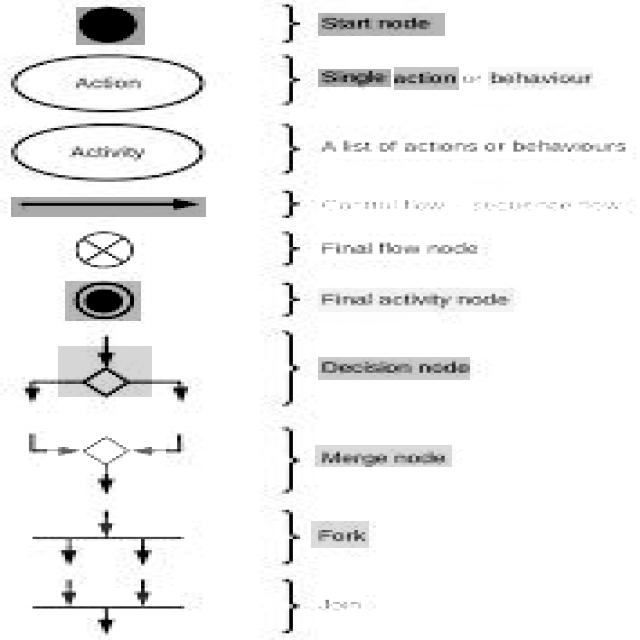 Start node
Action
Single action or behaviour
Activity
A list of actions or behaviours
Control flow - sequence flow
Final flow node
Final activity node
Decision node
Merge node
Fork
Join